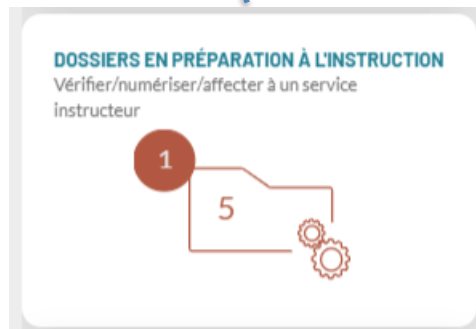 DOSSIERS EN PRÉPARATION À L'INSTRUCTION
Vérifier/numériser/affecter à un service
instructeur
1
5